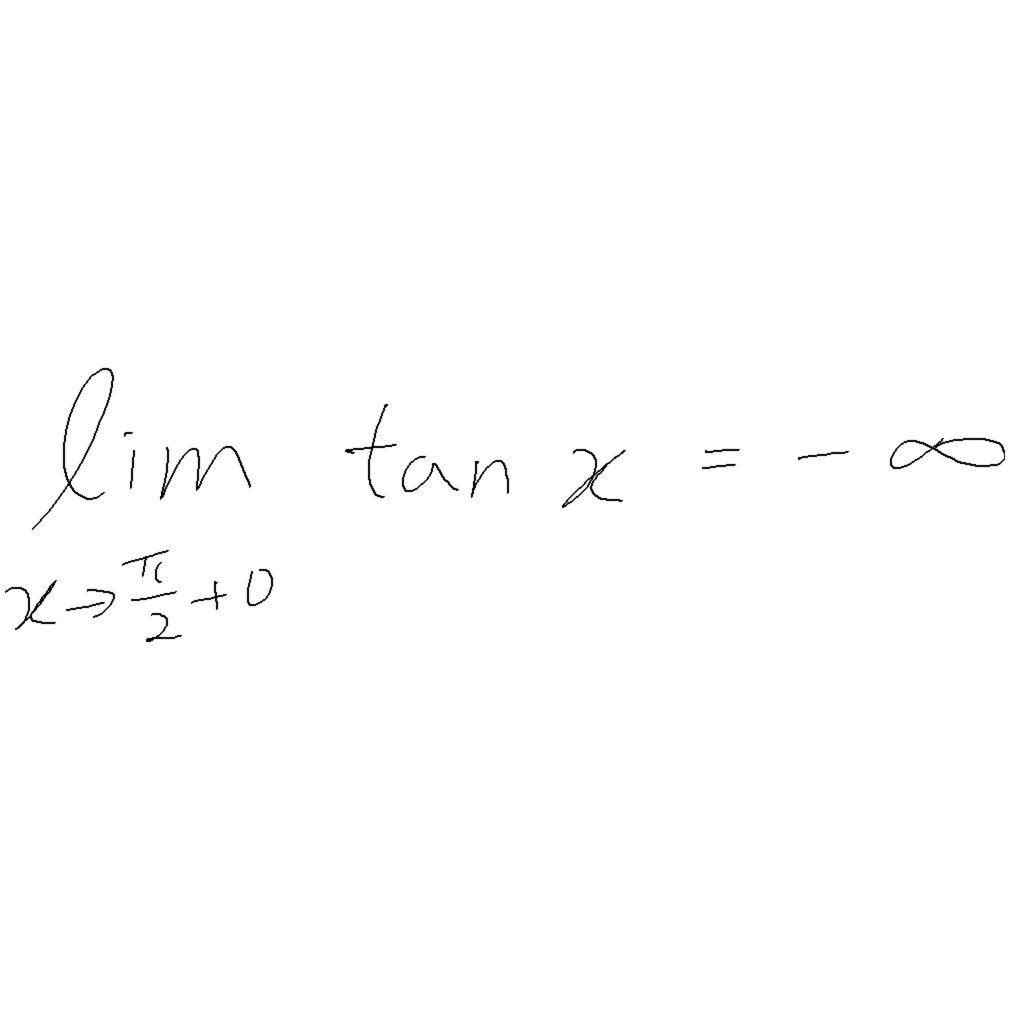 lim tan x = - ∞
x→π/2+0